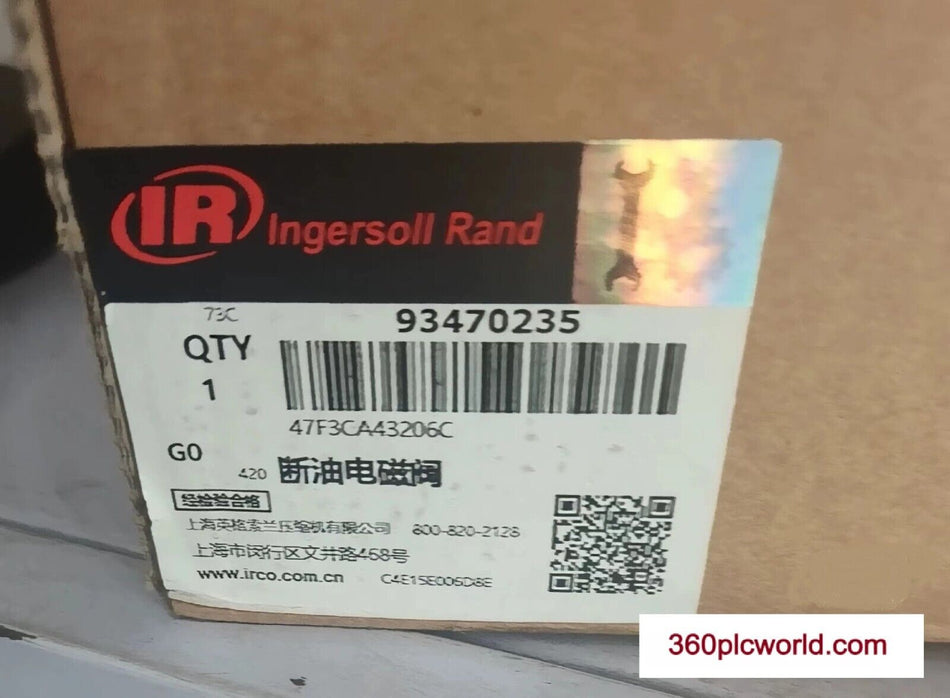 IR Ingersoll Rand
73C
93470235
QTY
1
47F3CA43206C
G0
420 断油电磁阀
经检验合格
上海英格索兰压缩机有限公司 800-820-2128
上海市闵行区文井路468号
www.irco.com.cn C4E15E006D8E
360plcworld.com